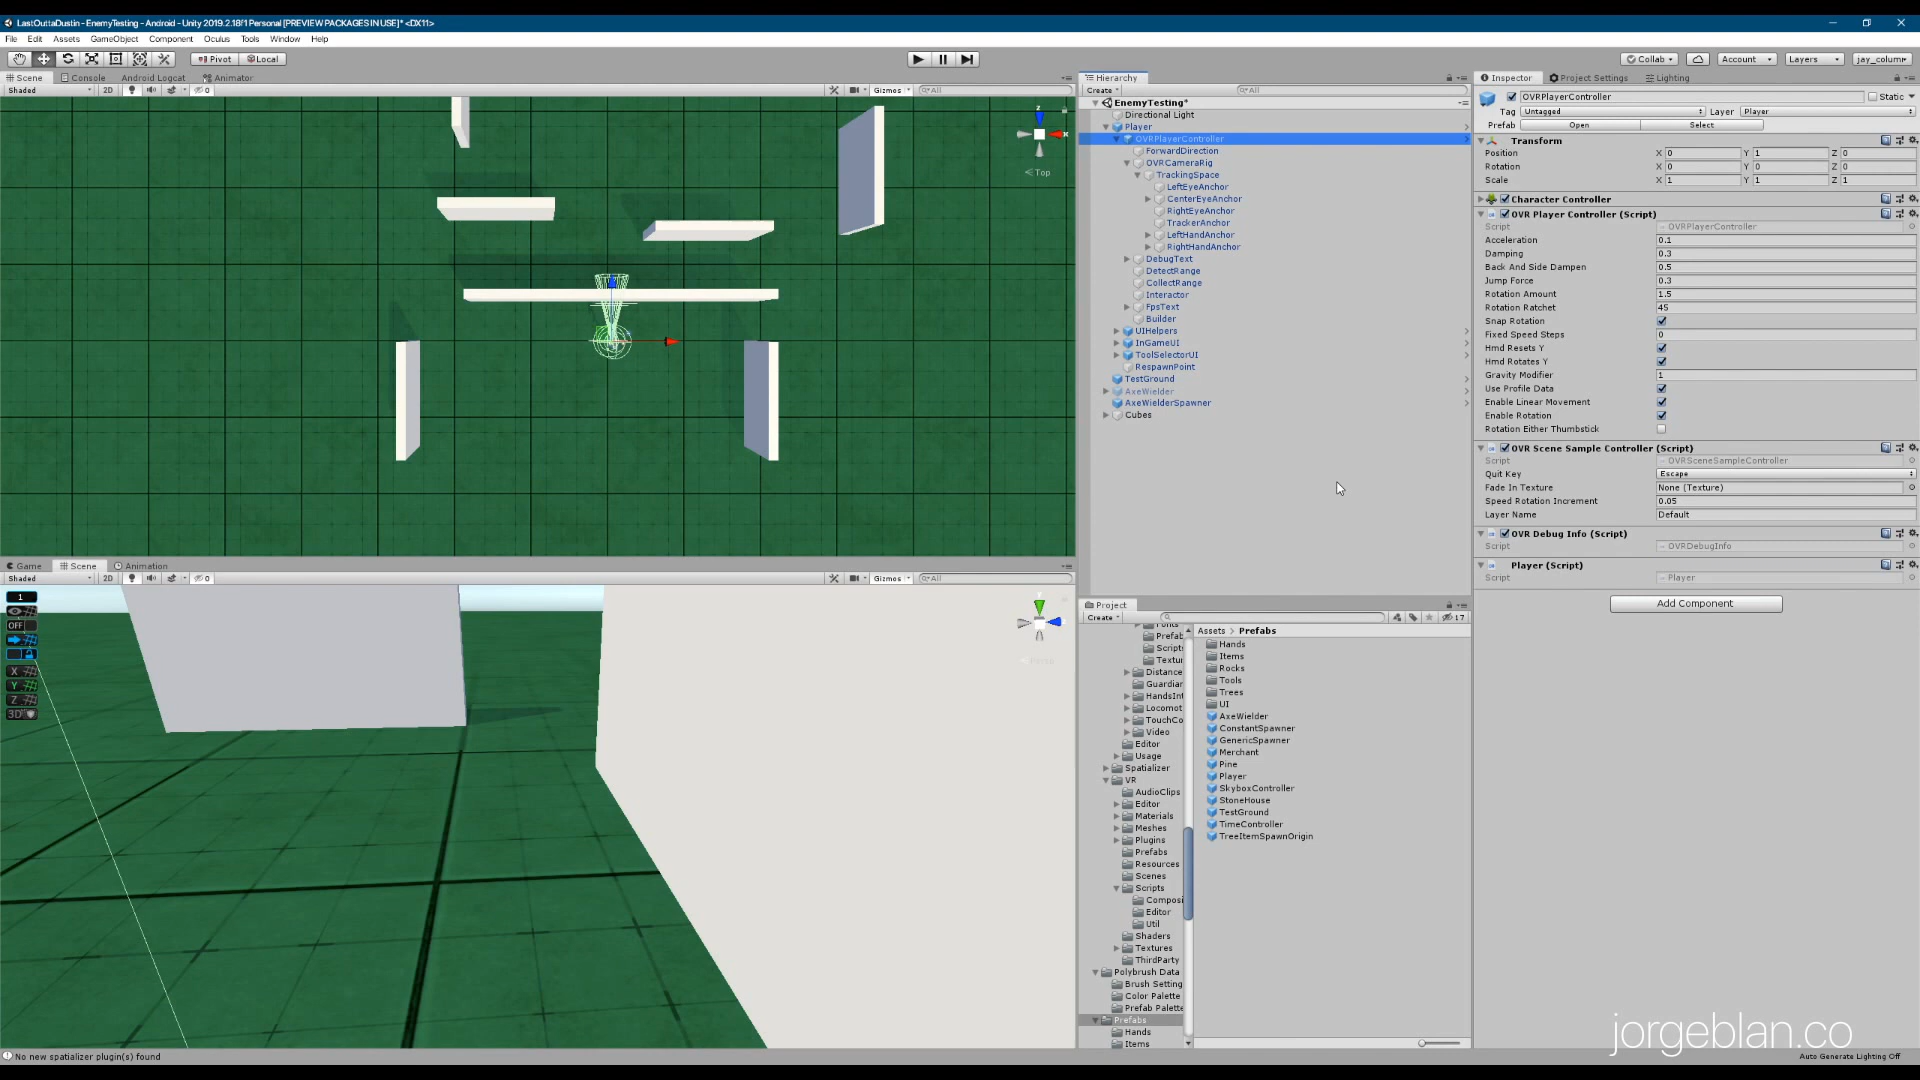 LastOuttaDustin - EnemyTesting - Android - Unity 2019.2.18f1 Personal [PREVIEW PACKAGES IN USE]* <DX11>
File Edit Assets GameObject Component Oculus Tools Window Help
Pivot Local Collab Account Layers jay_colum
Scene Console Android Logcat Animator
Shaded 2D 0 Gizmos All
Top
Game Scene Animation
Shaded 2D 0 Gizmos All
1
OFF
X
Y
Z
3D
No new spatializer plugin(s) found
Hierarchy
Create All
EnemyTesting*
Directional Light
Player
OVRPlayerController
ForwardDirection
OVRCameraRig
TrackingSpace
LeftEyeAnchor
CenterEyeAnchor
RightEyeAnchor
TrackerAnchor
LeftHandAnchor
RightHandAnchor
DebugText
DetectRange
CollectRange
Interactor
FpsText
Builder
UIHelpers
InGameUI
ToolSelectorUI
RespawnPoint
TestGround
AxeWielder
AxeWielderSpawner
Cubes
Project
Create 17
Prefab
Scripts
Textur
Distance
Guardian
HandsInt
Locomot
TouchCo
Video
Editor
Usage
Spatializer
VR
AudioClips
Editor
Materials
Meshes
Plugins
Prefabs
Resources
Scenes
Scripts
Composi
Editor
Util
Shaders
Textures
ThirdParty
Polybrush Data
Brush Setting
Color Palette
Prefab Palette
Prefabs
Hands
Items
Assets > Prefabs
Hands
Items
Rocks
Tools
Trees
UI
AxeWielder
ConstantSpawner
GenericSpawner
Merchant
Pine
Player
SkyboxController
StoneHouse
TestGround
TimeController
TreeItemSpawnOrigin
Inspector Project Settings Lighting
OVRPlayerController Static
Tag Untagged Layer Player
Prefab Open Select
Transform
Position X 0 Y 1 Z 0
Rotation X 0 Y 0 Z 0
Scale X 1 Y 1 Z 1
Character Controller
OVR Player Controller (Script)
Script OVRPlayerController
Acceleration 0.1
Damping 0.3
Back And Side Dampen 0.5
Jump Force 0.3
Rotation Amount 1.5
Rotation Ratchet 45
Snap Rotation
Fixed Speed Steps 0
Hmd Resets Y
Hmd Rotates Y
Gravity Modifier 1
Use Profile Data
Enable Linear Movement
Enable Rotation
Rotation Either Thumbstick
OVR Scene Sample Controller (Script)
Script OVRSceneSampleController
Quit Key Escape
Fade In Texture None (Texture)
Speed Rotation Increment 0.05
Layer Name Default
OVR Debug Info (Script)
Script OVRDebugInfo
Player (Script)
Script Player
Add Component
jorgeblan.co
Auto Generate Lighting Off